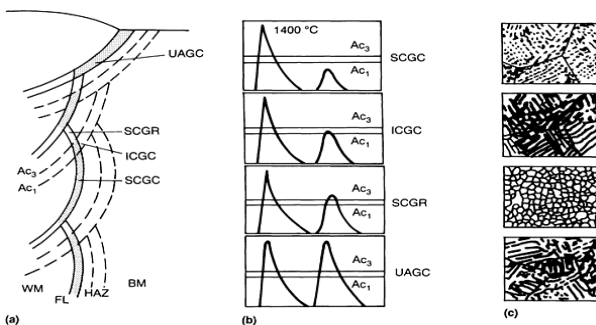 UAGC
SCGR
ICGC
Ac3
SCGC
Ac1
WM
FL
HAZ
BM
(a)
1400 °C
Ac3
Ac1
SCGC
Ac3
Ac1
ICGC
Ac3
Ac1
SCGR
Ac3
Ac1
UAGC
(b)
(c)